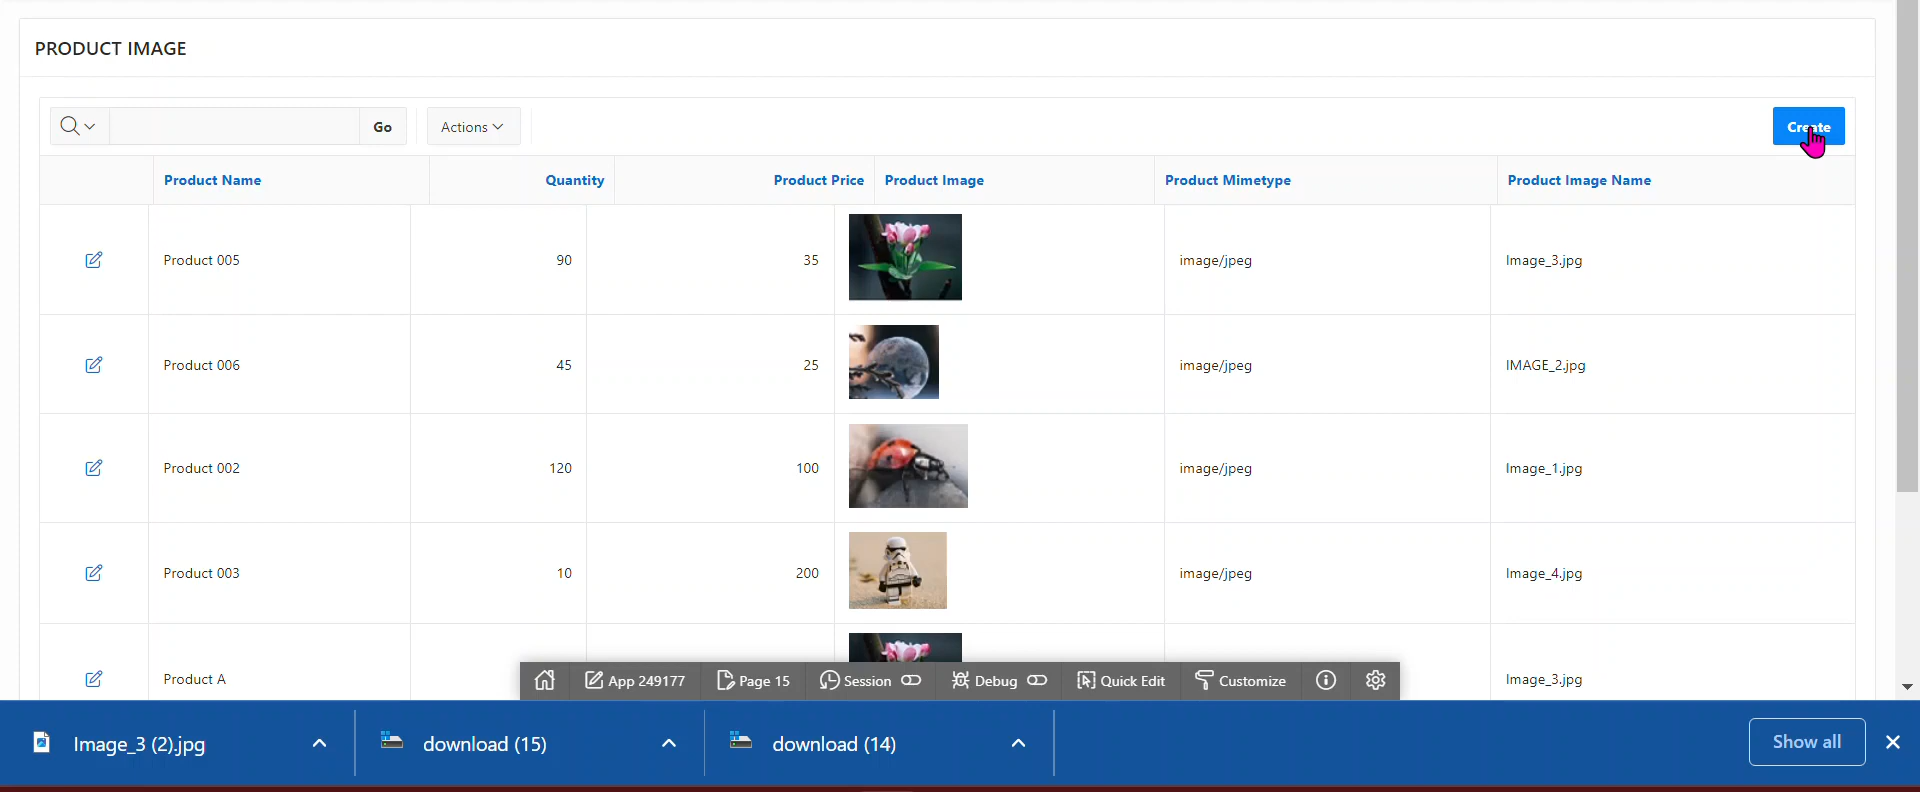 PRODUCT IMAGE
Go Actions Create
Product Name Quantity Product Price Product Image Product Mimetype Product Image Name
Product 005 90 35 image/jpeg Image_3.jpg
Product 006 45 25 image/jpeg IMAGE_2.jpg
Product 002 120 100 image/jpeg Image_1.jpg
Product 003 10 200 image/jpeg Image_4.jpg
Product A Image_3.jpg
App 249177 Page 15 Session Debug Quick Edit Customize
Image_3 (2).jpg download (15) download (14) Show all